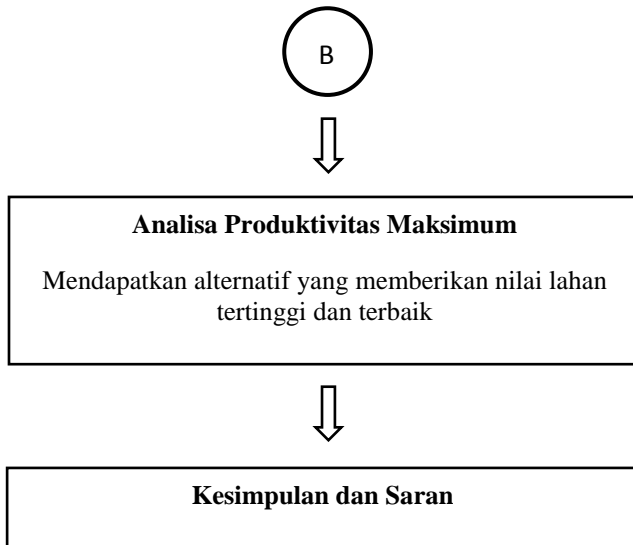 B
Analisa Produktivitas Maksimum
Mendapatkan alternatif yang memberikan nilai lahan
tertinggi dan terbaik
Kesimpulan dan Saran